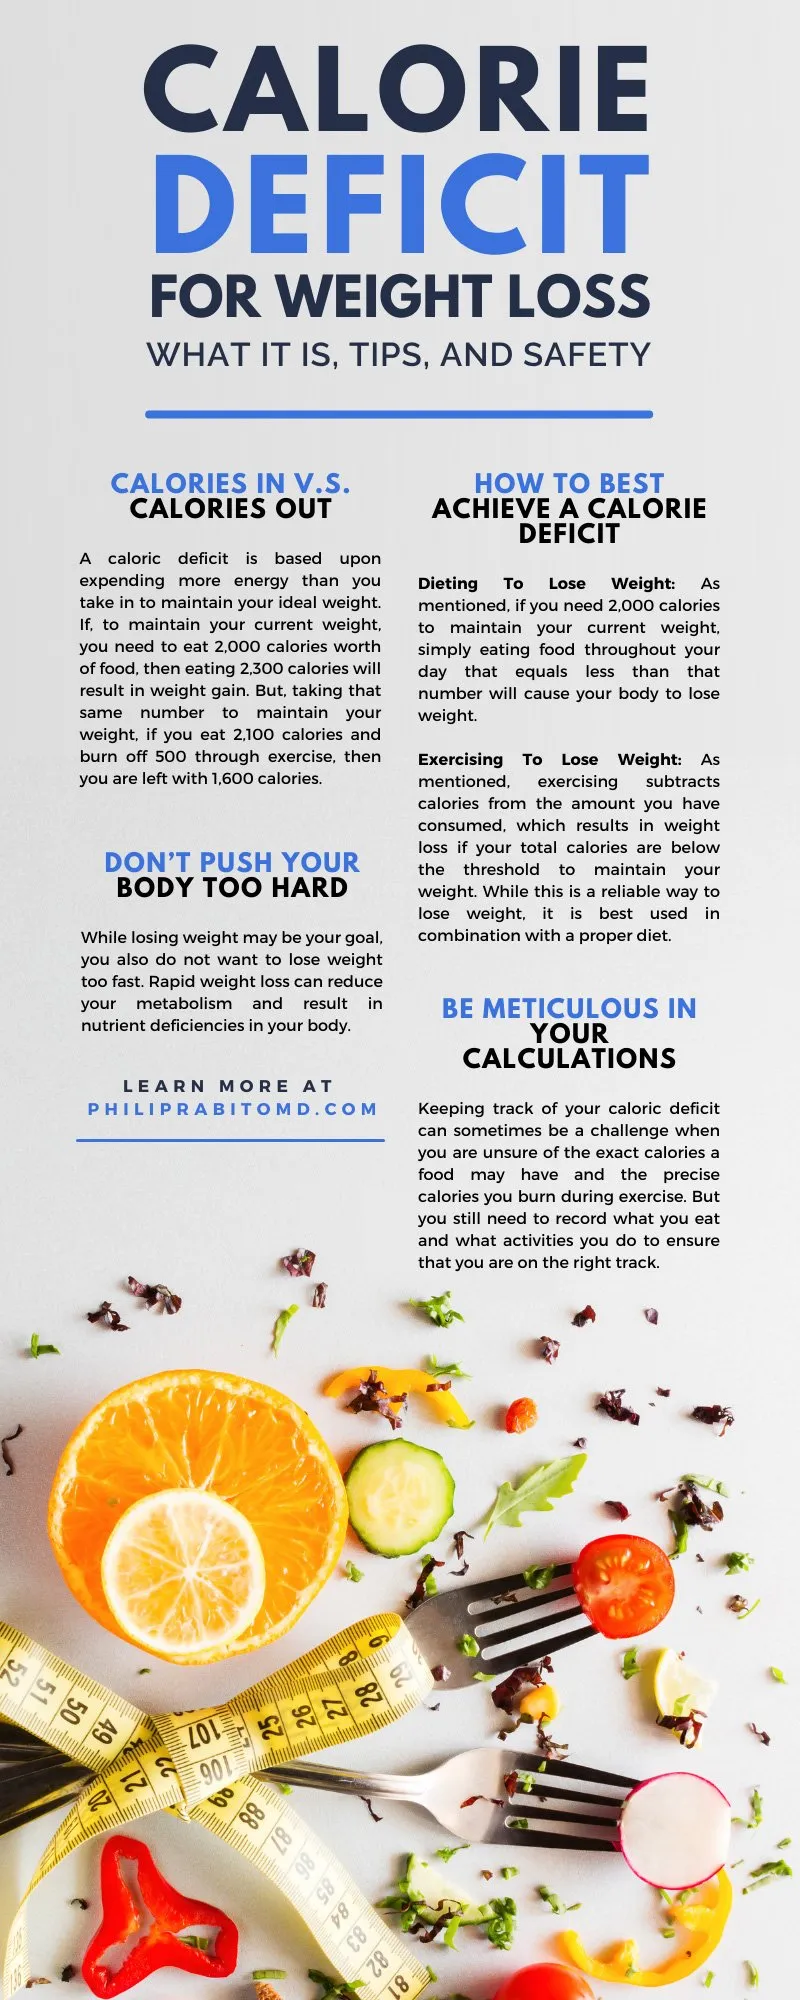 CALORIE
DEFICIT
FOR WEIGHT LOSS
WHAT IT IS, TIPS, AND SAFETY
CALORIES IN V.S.
CALORIES OUT
A caloric deficit is based upon
expending more energy than you
take in to maintain your ideal weight.
If, to maintain your current weight,
you need to eat 2,000 calories worth
of food, then eating 2,300 calories will
result in weight gain. But, taking that
same number to maintain your
weight, if you eat 2,100 calories and
burn off 500 through exercise, then
you are left with 1,600 calories.
DON'T PUSH YOUR
BODY TOO HARD
While losing weight may be your goal,
you also do not want to lose weight
too fast. Rapid weight loss can reduce
your metabolism and result in
nutrient deficiencies in your body.
LEARN MORE AT
PHILIPRABITOMD.COM
HOW TO BEST
ACHIEVE A CALORIE
DEFICIT
Dieting To Lose Weight: As
mentioned, if you need 2,000 calories
to maintain your current weight,
simply eating food throughout your
day that equals less than that
number will cause your body to lose
weight.
Exercising To Lose Weight: As
mentioned, exercising subtracts
calories from the amount you have
consumed, which results in weight
loss if your total calories are below
the threshold to maintain your
weight. While this is a reliable way to
lose weight, it is best used in
combination with a proper diet.
BE METICULOUS IN
YOUR
CALCULATIONS
Keeping track of your caloric deficit
can sometimes be a challenge when
you are unsure of the exact calories a
food may have and the precise
calories you burn during exercise. But
you still need to record what you eat
and what activities you do to ensure
that you are on the right track.
52 51 50 49
107 106
25 26 27 28 29
20 21 22
89 88 87 86 85 84 83 82 81